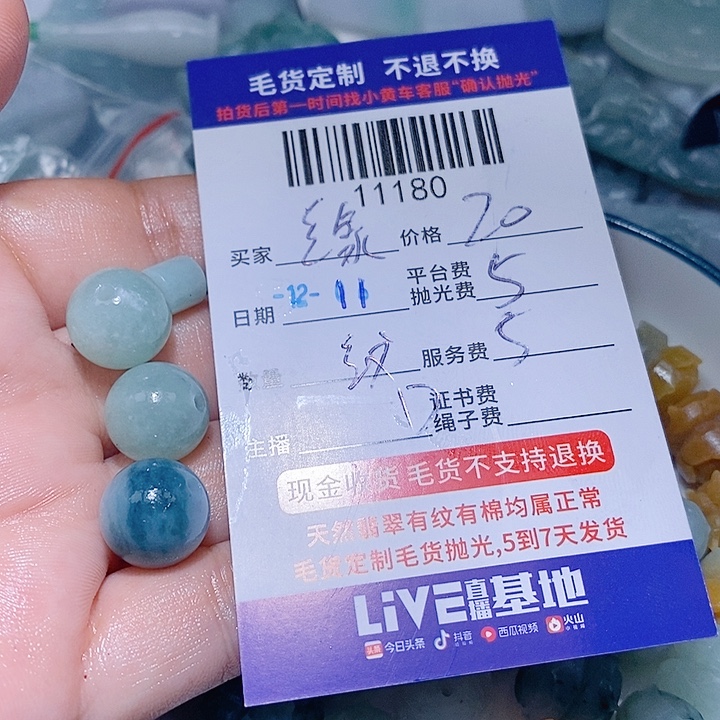 毛货定制 不退不换
拍货后第一时间找小黄车客服“确认抛光”
11180
买家 价格 70
日期 -12- 11 平台费
抛光费 5
数量 服务费 5
证书费
主播 绳子费
现金收货 毛货不支持退换
天然翡翠有纹有棉均属正常
毛货定制毛货抛光,5到7天发货
LiVE直播基地
头条 今日头条 抖音 西瓜视频 火山